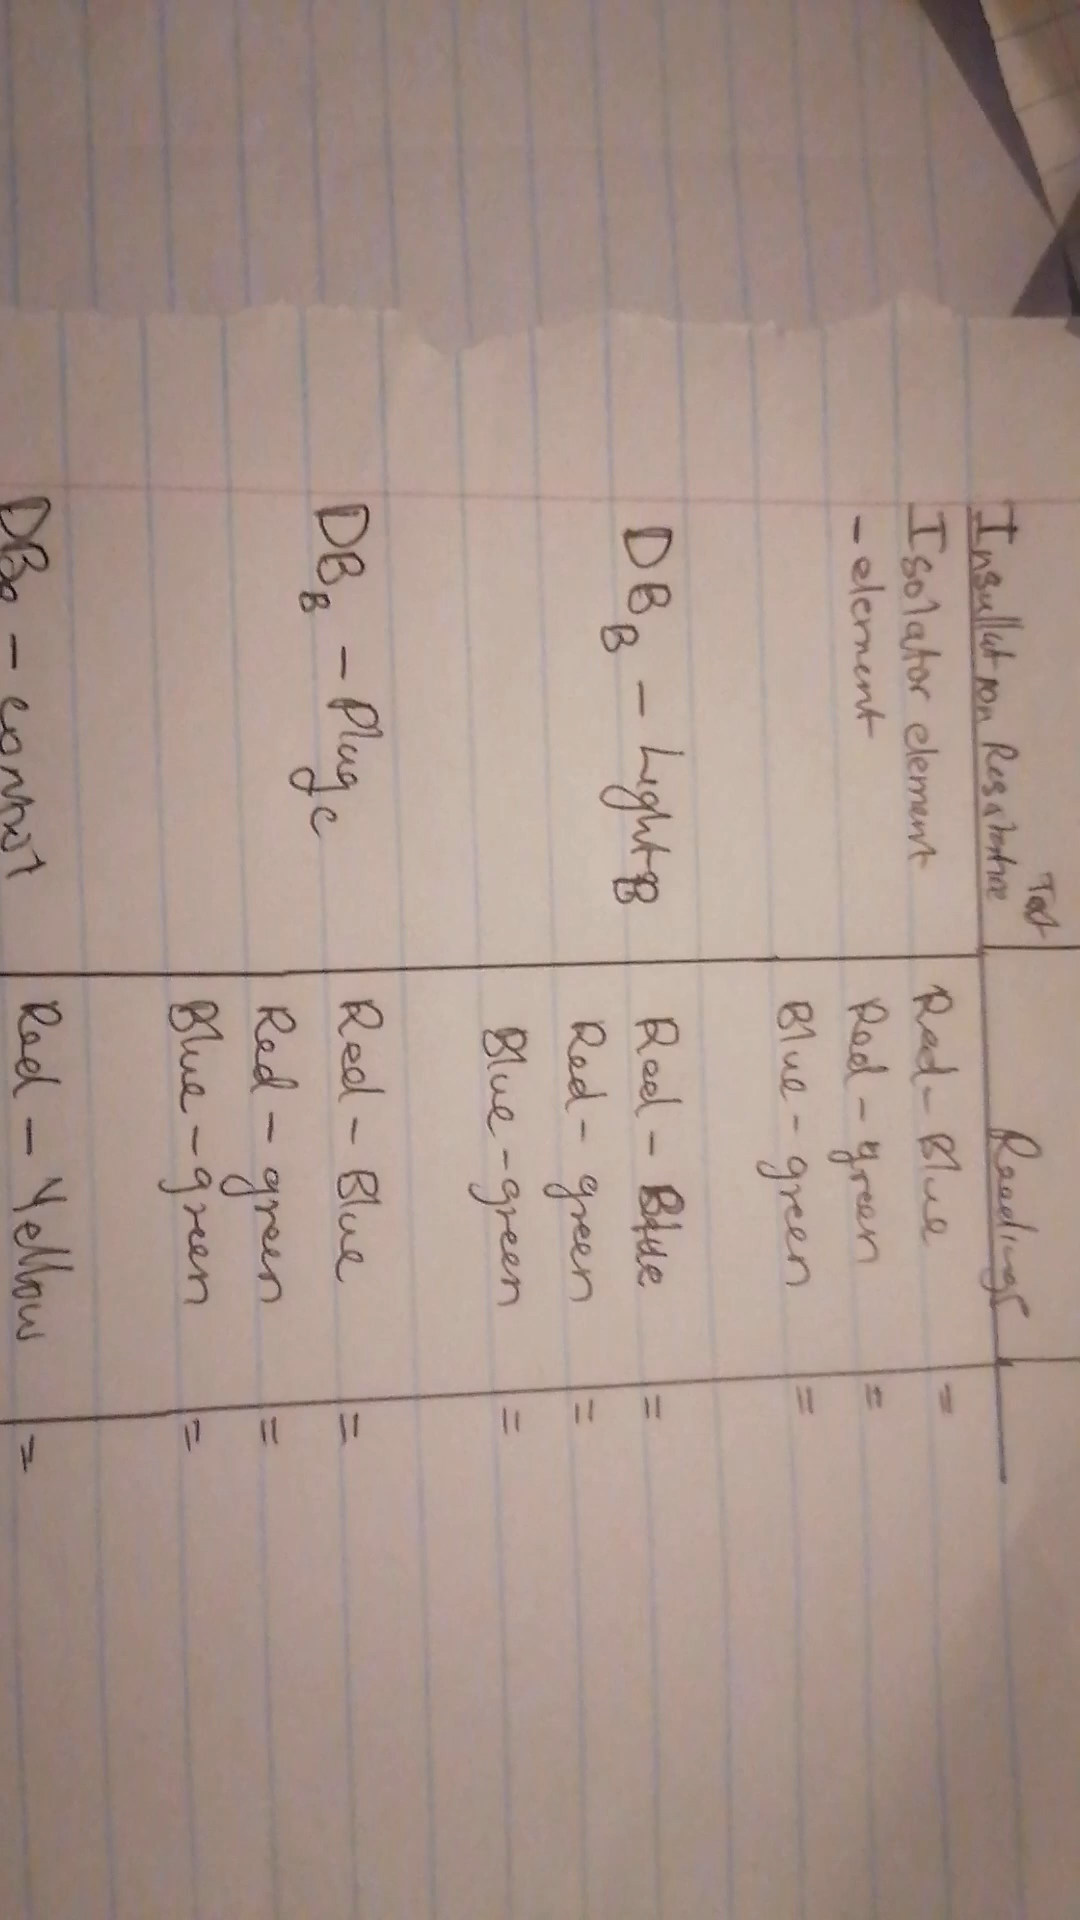 Test
Insullation Resistance Readings
Isolator element Red - Blue =
- element Red - green =
Blue - green =
DB B - Light B Red - Blue =
Red - green =
Blue - green =
DB B - Plug C Red - Blue =
Red - green =
Blue - green =
Red - Yellow =